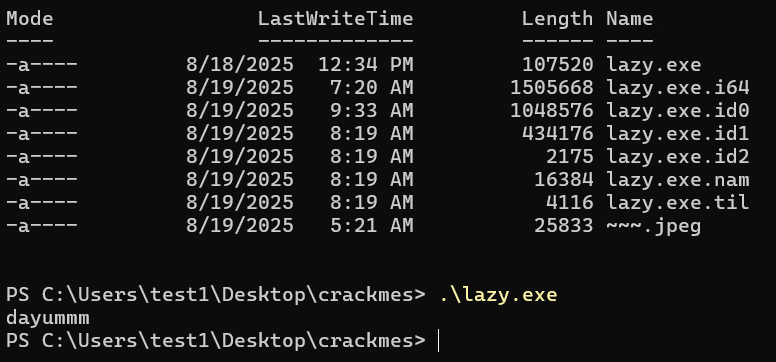 Mode                 LastWriteTime         Length Name
----                 -------------         ------ ----
-a----         8/18/2025  12:34 PM         107520 lazy.exe
-a----         8/19/2025   7:20 AM        1505668 lazy.exe.i64
-a----         8/19/2025   9:33 AM        1048576 lazy.exe.id0
-a----         8/19/2025   8:19 AM         434176 lazy.exe.id1
-a----         8/19/2025   8:19 AM           2175 lazy.exe.id2
-a----         8/19/2025   8:19 AM          16384 lazy.exe.nam
-a----         8/19/2025   8:19 AM           4116 lazy.exe.til
-a----         8/19/2025   5:21 AM          25833 ~~~.jpeg
PS C:\Users\test1\Desktop\crackmes> .\lazy.exe
dayummm
PS C:\Users\test1\Desktop\crackmes>